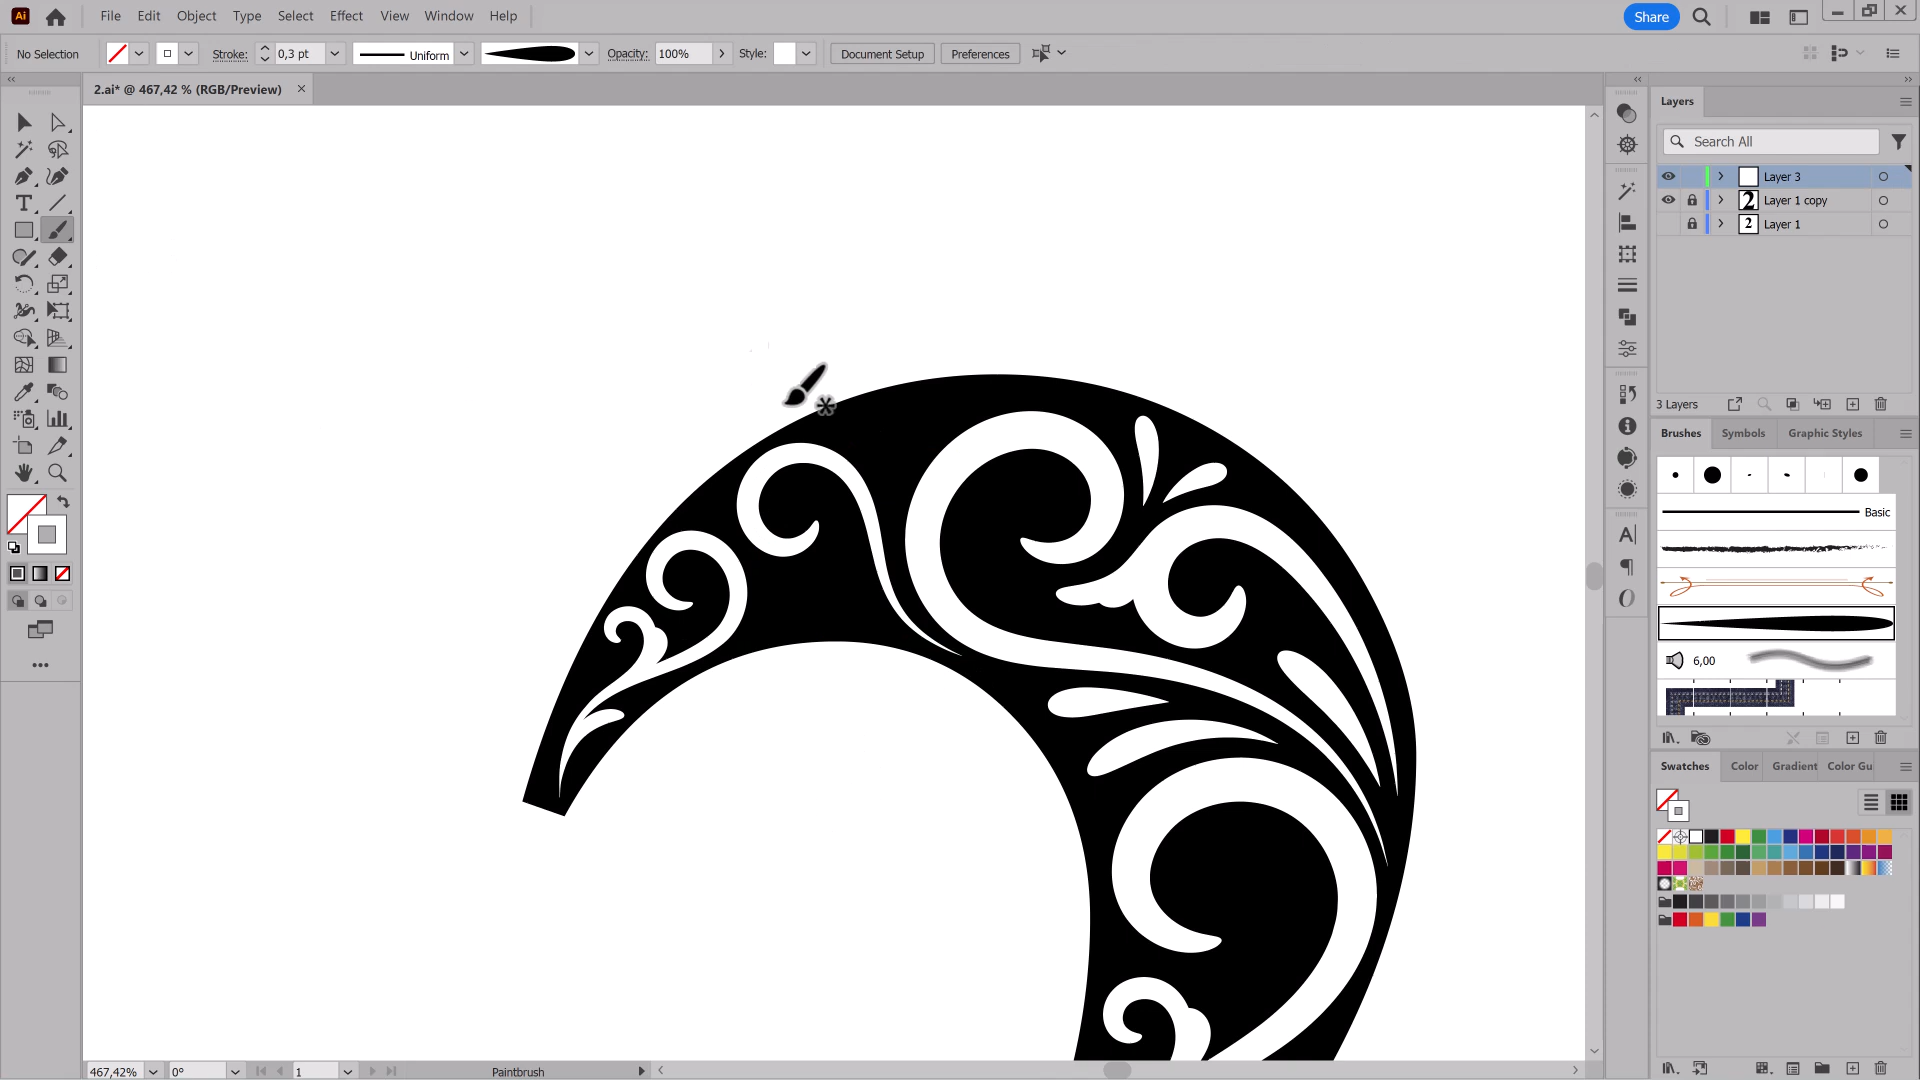 Ai File Edit Object Type Select Effect View Window Help Share
No Selection Stroke: 0,3 pt Uniform Opacity: 100% Style: Document Setup Preferences
2.ai* @ 467,42 % (RGB/Preview) ×
Layers
Search All
Layer 3
2 Layer 1 copy
2 Layer 1
3 Layers
Brushes Symbols Graphic Styles
Basic
6,00
Swatches Color Gradient Color Gu
467,42% 0° 1 Paintbrush